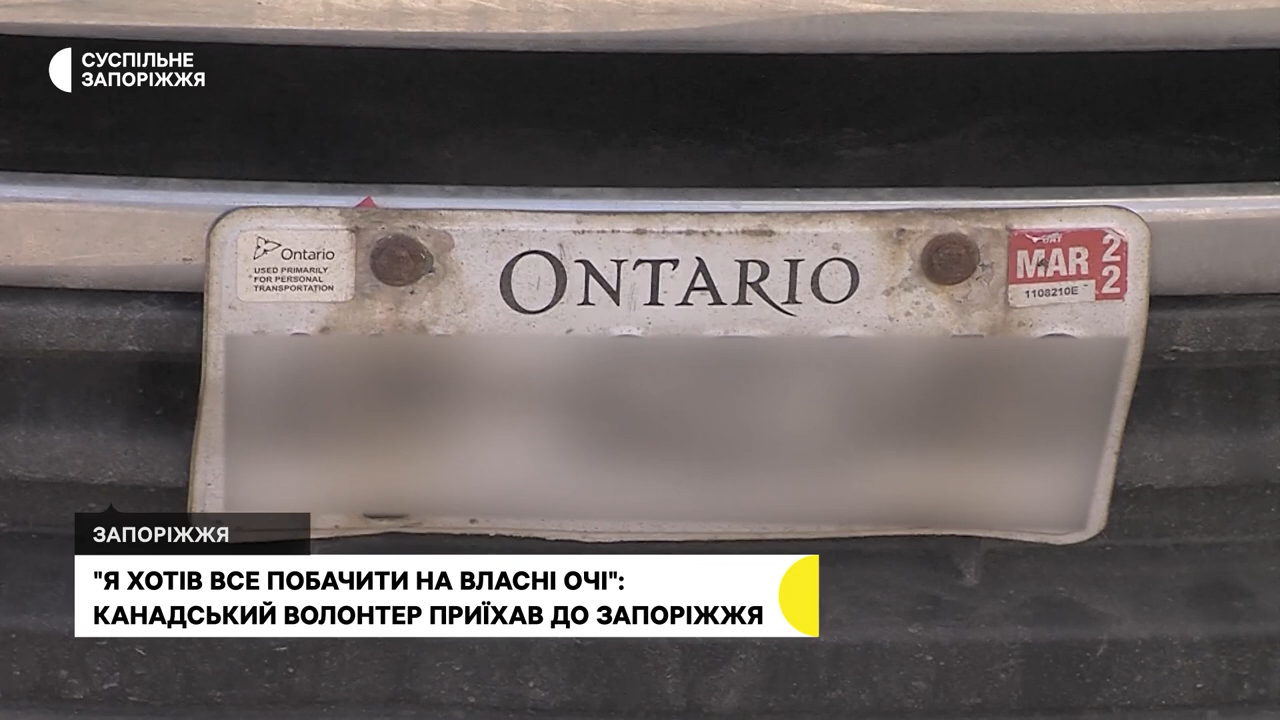 СУСПІЛЬНЕ
ЗАПОРІЖЖЯ
Ontario
USED PRIMARILY
FOR PERSONAL
TRANSPORTATION
ONTARIO
MAR 22
1108210E
ЗАПОРІЖЖЯ
"Я ХОТІВ ВСЕ ПОБАЧИТИ НА ВЛАСНІ ОЧІ":
КАНАДСЬКИЙ ВОЛОНТЕР ПРИЇХАВ ДО ЗАПОРІЖЖЯ